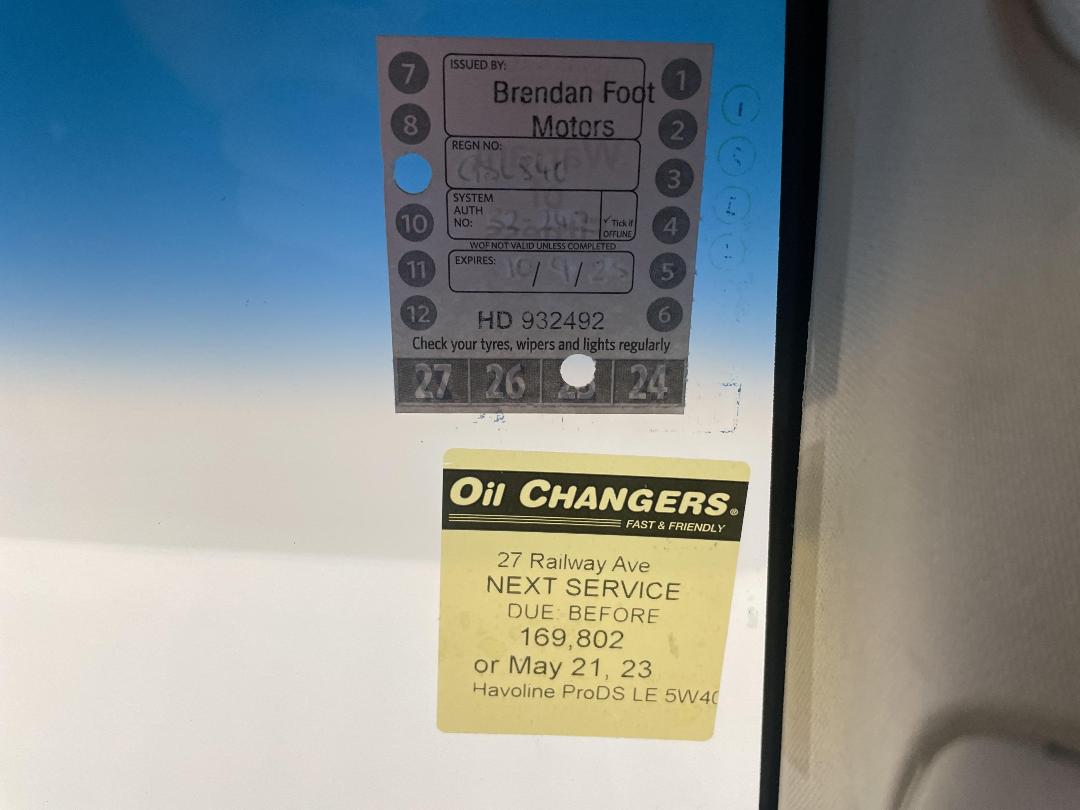 ISSUED BY:
Brendan Foot
Motors
REGN NO:
SYSTEM
AUTH
NO:
✓ Tick if
OFFLINE
WOF NOT VALID UNLESS COMPLETED
EXPIRES: 10/9/25
HD 932492
Check your tyres, wipers and lights regularly
7
8
10
11
12
1
2
3
4
5
6
27 26 24
Oil CHANGERS®
FAST & FRIENDLY
27 Railway Ave
NEXT SERVICE
DUE: BEFORE
169,802
or May 21, 23
Havoline ProDS LE 5W40